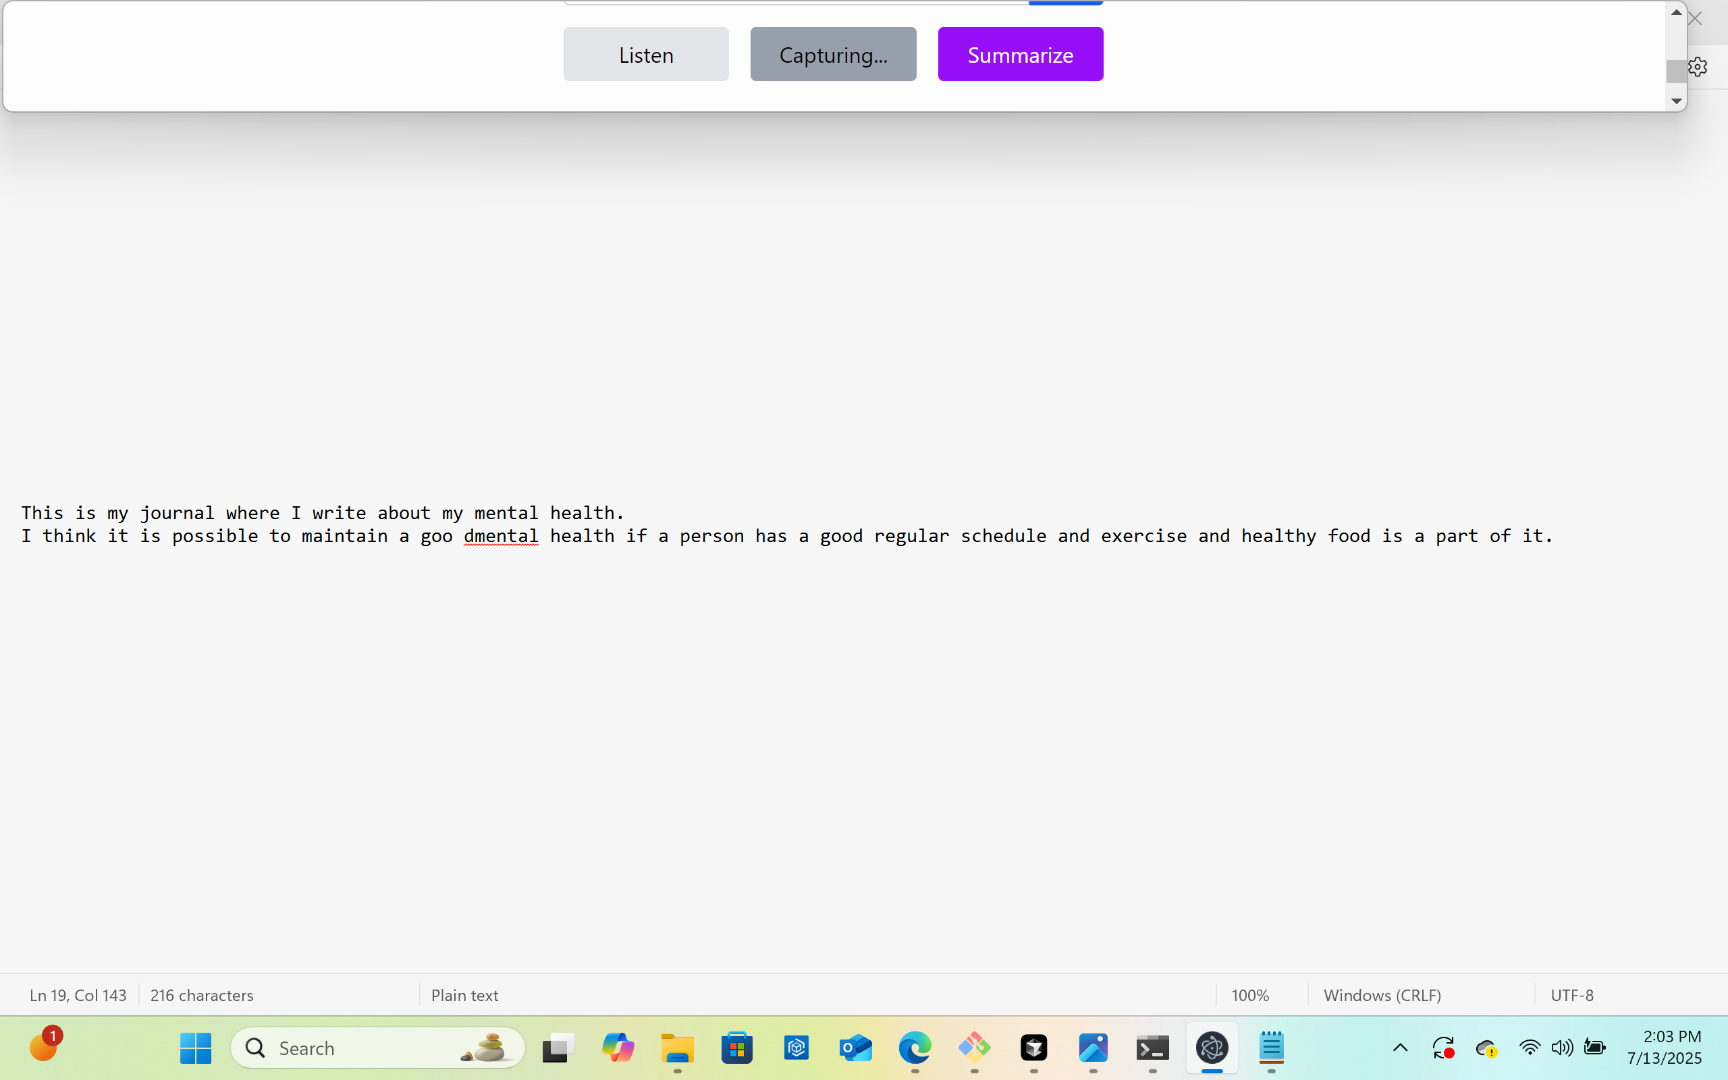 Listen
Capturing...
Summarize
This is my journal where I write about my mental health.
I think it is possible to maintain a goo dmental health if a person has a good regular schedule and exercise and healthy food is a part of it.
Ln 19, Col 143
216 characters
Plain text
100%
Windows (CRLF)
UTF-8
1
Search
2:03 PM
7/13/2025